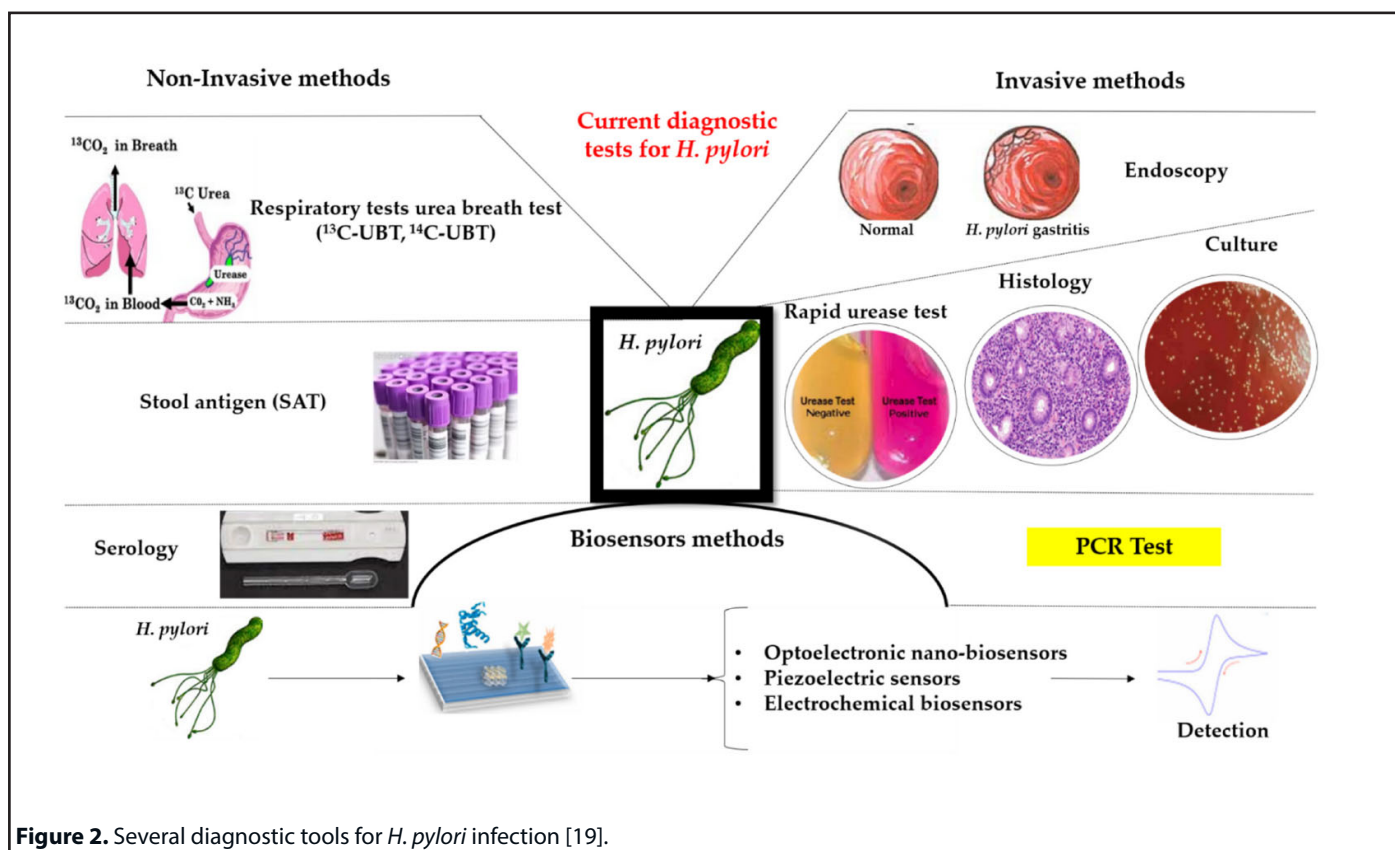 Non-Invasive methods
Current diagnostic
tests for H. pylori
Invasive methods
¹³CO₂ in Breath
¹³C Urea
Urease
CO₂ + NH₃
¹³CO₂ in Blood
Respiratory tests urea breath test
(¹³C-UBT, ¹⁴C-UBT)
Normal
H. pylori gastritis
Endoscopy
Culture
Histology
Rapid urease test
Urease Test
Negative
Urease Test
Positive
H. pylori
Stool antigen (SAT)
Serology
Biosensors methods
PCR Test
H. pylori
• Optoelectronic nano-biosensors
• Piezoelectric sensors
• Electrochemical biosensors
Detection
Figure 2. Several diagnostic tools for H. pylori infection [19].